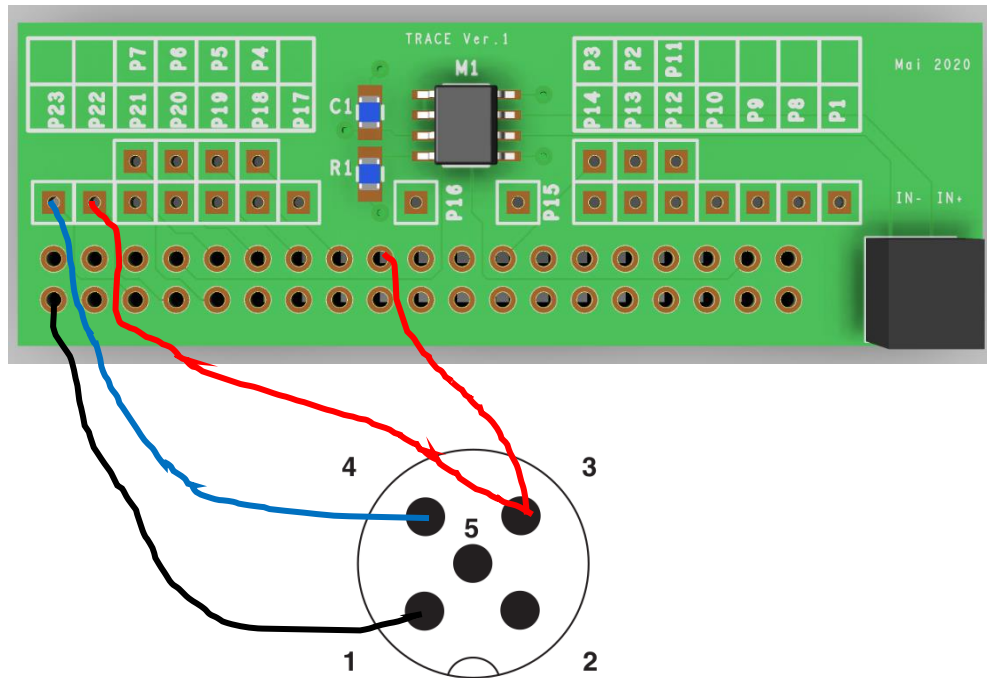 TRACE Ver.1
Mai 2020
M1
C1
R1
P7 P6 P5 P4
P23 P22 P21 P20 P19 P18 P17
P3 P2 P11
P14 P13 P12 P10 P9 P8 P1
P16 P15
IN- IN+
4 3
5
1 2